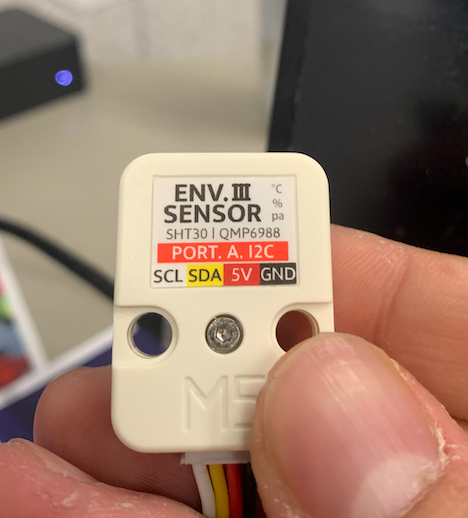 ENV.Ⅲ °C
SENSOR %
pa
SHT30 | QMP6988
PORT. A. I2C
SCL SDA 5V GND
M5